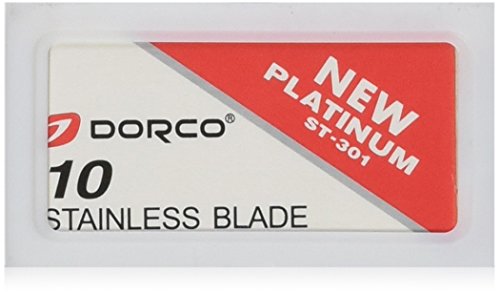 DORCO®
10
STAINLESS BLADE
NEW
PLATINUM
ST-301